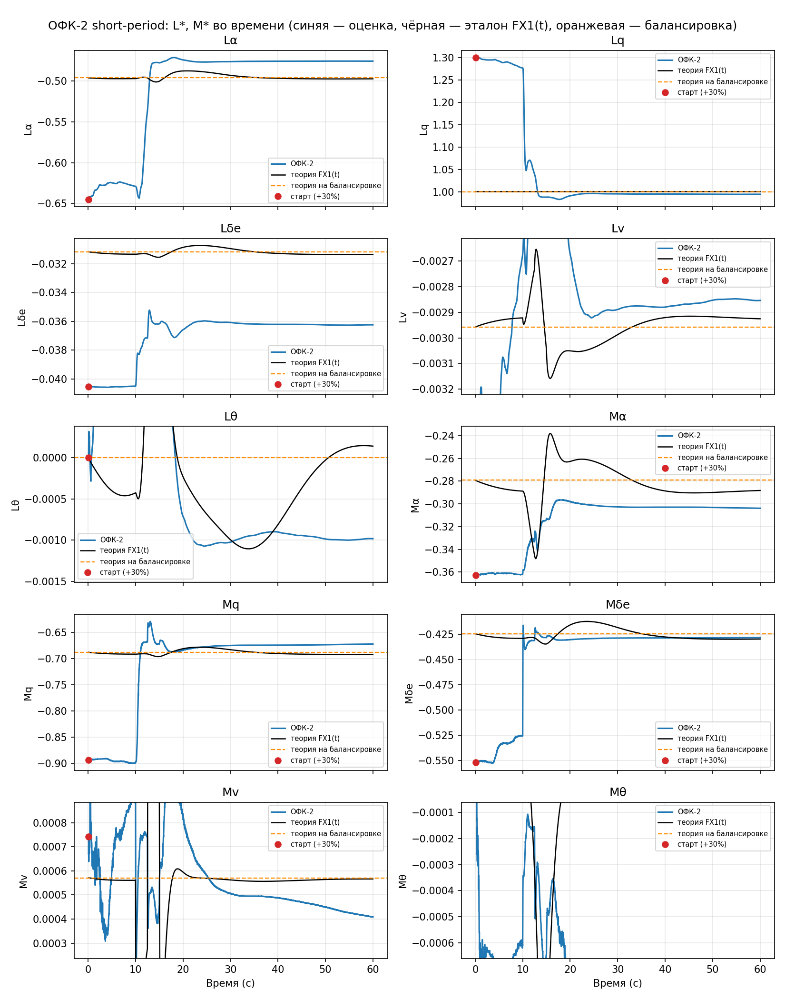 ОФК-2 short-period: L*, M* во времени (синяя — оценка, чёрная — эталон FX1(t), оранжевая — балансировка)
Lα
−0.50
−0.55
−0.60
−0.65
Lα
ОФК-2
теория FX1(t)
теория на балансировке
старт (+30%)
Lq
1.30
1.25
1.20
1.15
1.10
1.05
1.00
Lq
ОФК-2
теория FX1(t)
теория на балансировке
старт (+30%)
Lδe
−0.032
−0.034
−0.036
−0.038
−0.040
Lδe
ОФК-2
теория FX1(t)
теория на балансировке
старт (+30%)
Lv
−0.0027
−0.0028
−0.0029
−0.0030
−0.0031
−0.0032
Lv
ОФК-2
теория FX1(t)
теория на балансировке
старт (+30%)
Lθ
0.0000
−0.0005
−0.0010
−0.0015
Lθ
ОФК-2
теория FX1(t)
теория на балансировке
старт (+30%)
Mα
−0.24
−0.26
−0.28
−0.30
−0.32
−0.34
−0.36
Mα
ОФК-2
теория FX1(t)
теория на балансировке
старт (+30%)
Mq
−0.65
−0.70
−0.75
−0.80
−0.85
−0.90
Mq
ОФК-2
теория FX1(t)
теория на балансировке
старт (+30%)
Mδe
−0.425
−0.450
−0.475
−0.500
−0.525
−0.550
Mδe
ОФК-2
теория FX1(t)
теория на балансировке
старт (+30%)
Mv
0.0008
0.0007
0.0006
0.0005
0.0004
0.0003
Mv
ОФК-2
теория FX1(t)
теория на балансировке
старт (+30%)
0 10 20 30 40 50 60
Время (с)
Mθ
−0.0001
−0.0002
−0.0003
−0.0004
−0.0005
−0.0006
Mθ
ОФК-2
теория FX1(t)
теория на балансировке
старт (+30%)
0 10 20 30 40 50 60
Время (с)